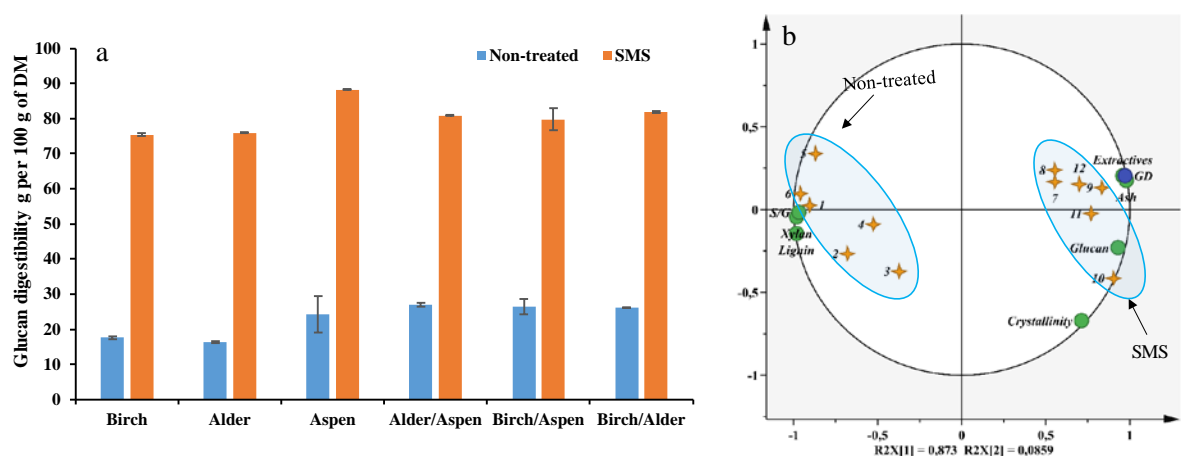 a
Non-treated SMS
Glucan digestibility g per 100 g of DM
100
90
80
70
60
50
40
30
20
10
0
Birch Alder Aspen Alder/Aspen Birch/Aspen Birch/Alder
b
Non-treated
1
0,5
0
-0,5
-1
5
6
1
S/G
Xylan
Lignin
4
2
3
Extractives
8
12
9
GD
7
Ash
11
Glucan
10
Crystallinity
SMS
-1 -0,5 0 0,5 1
R2X[1] = 0,873 R2X[2] = 0,0859